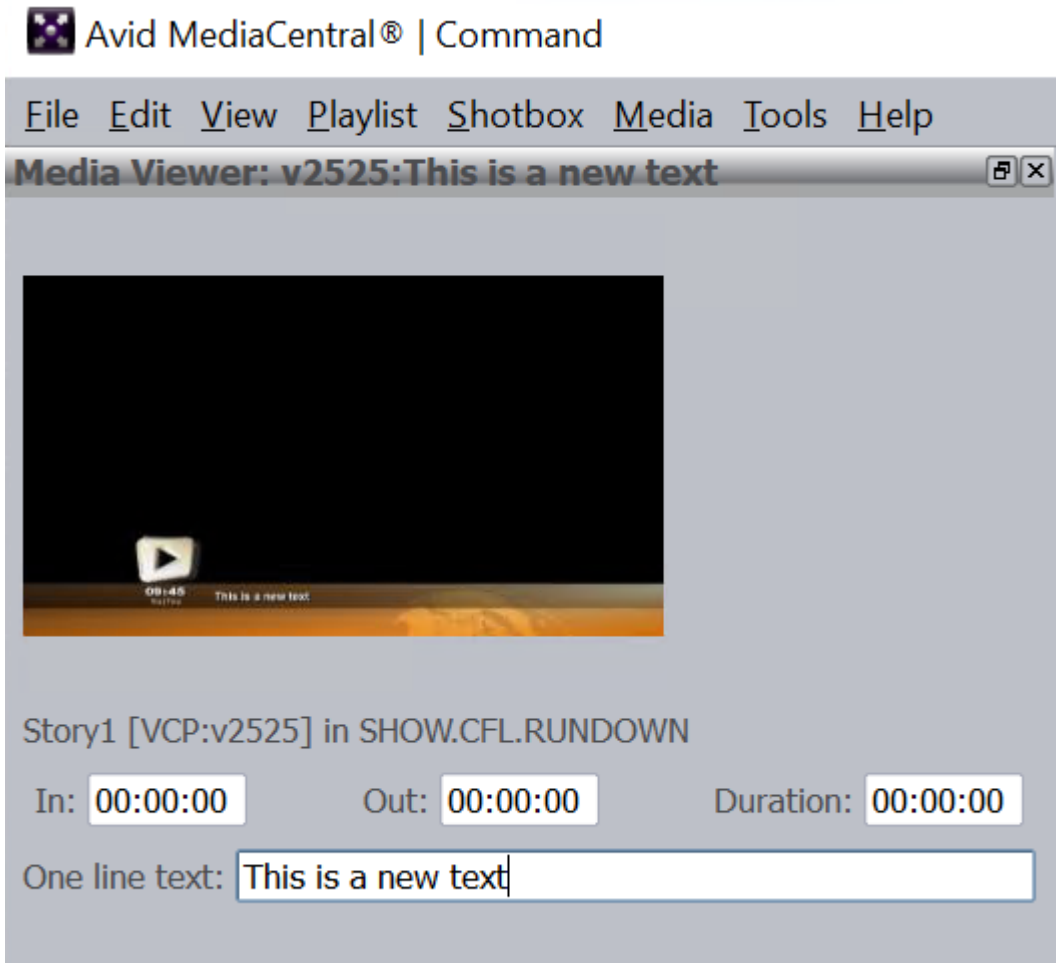 Avid MediaCentral® | Command
File Edit View Playlist Shotbox Media Tools Help
Media Viewer: v2525:This is a new text
09:45
This is a new text
Story1 [VCP:v2525] in SHOW.CFL.RUNDOWN
In: 00:00:00 Out: 00:00:00 Duration: 00:00:00
One line text: This is a new text